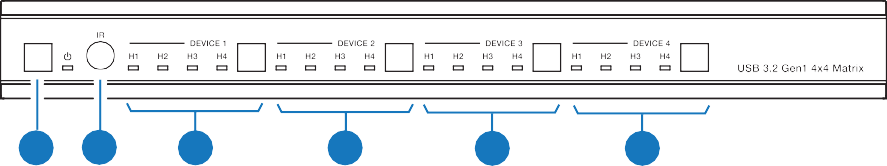 IR
DEVICE 1
H1 H2 H3 H4
DEVICE 2
H1 H2 H3 H4
DEVICE 3
H1 H2 H3 H4
DEVICE 4
H1 H2 H3 H4
USB 3.2 Gen1 4x4 Matrix